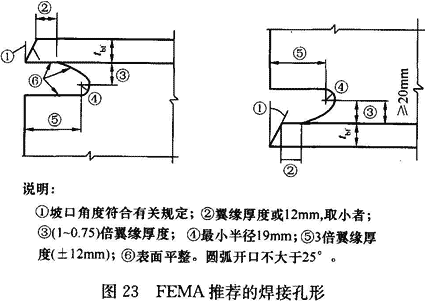 ②
①
t_bf
③
⑥
④
⑤
⑤
④
①
③
≥20mm
t_bf
②
说明：
①坡口角度符合有关规定；②翼缘厚度或12mm,取小者；
③(1~0.75)倍翼缘厚度；④最小半径19mm；⑤3倍翼缘厚
度(±12mm)；⑥表面平整。圆弧开口不大于25°。
图 23 FEMA 推荐的焊接孔形